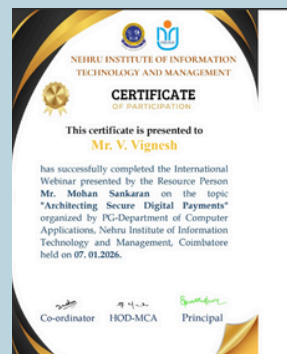 NEHRU INSTITUTE OF INFORMATION
TECHNOLOGY AND MANAGEMENT
CERTIFICATE
OF PARTICIPATION
This certificate is presented to
Mr. V. Vignesh
has successfully completed the International
Webinar presented by the Resource Person
Mr. Mohan Sankaran on the topic
"Architecting Secure Digital Payments"
organized by PG-Department of Computer
Applications, Nehru Institute of Information
Technology and Management, Coimbatore
held on 07. 01.2026.
Co-ordinator HOD-MCA Principal